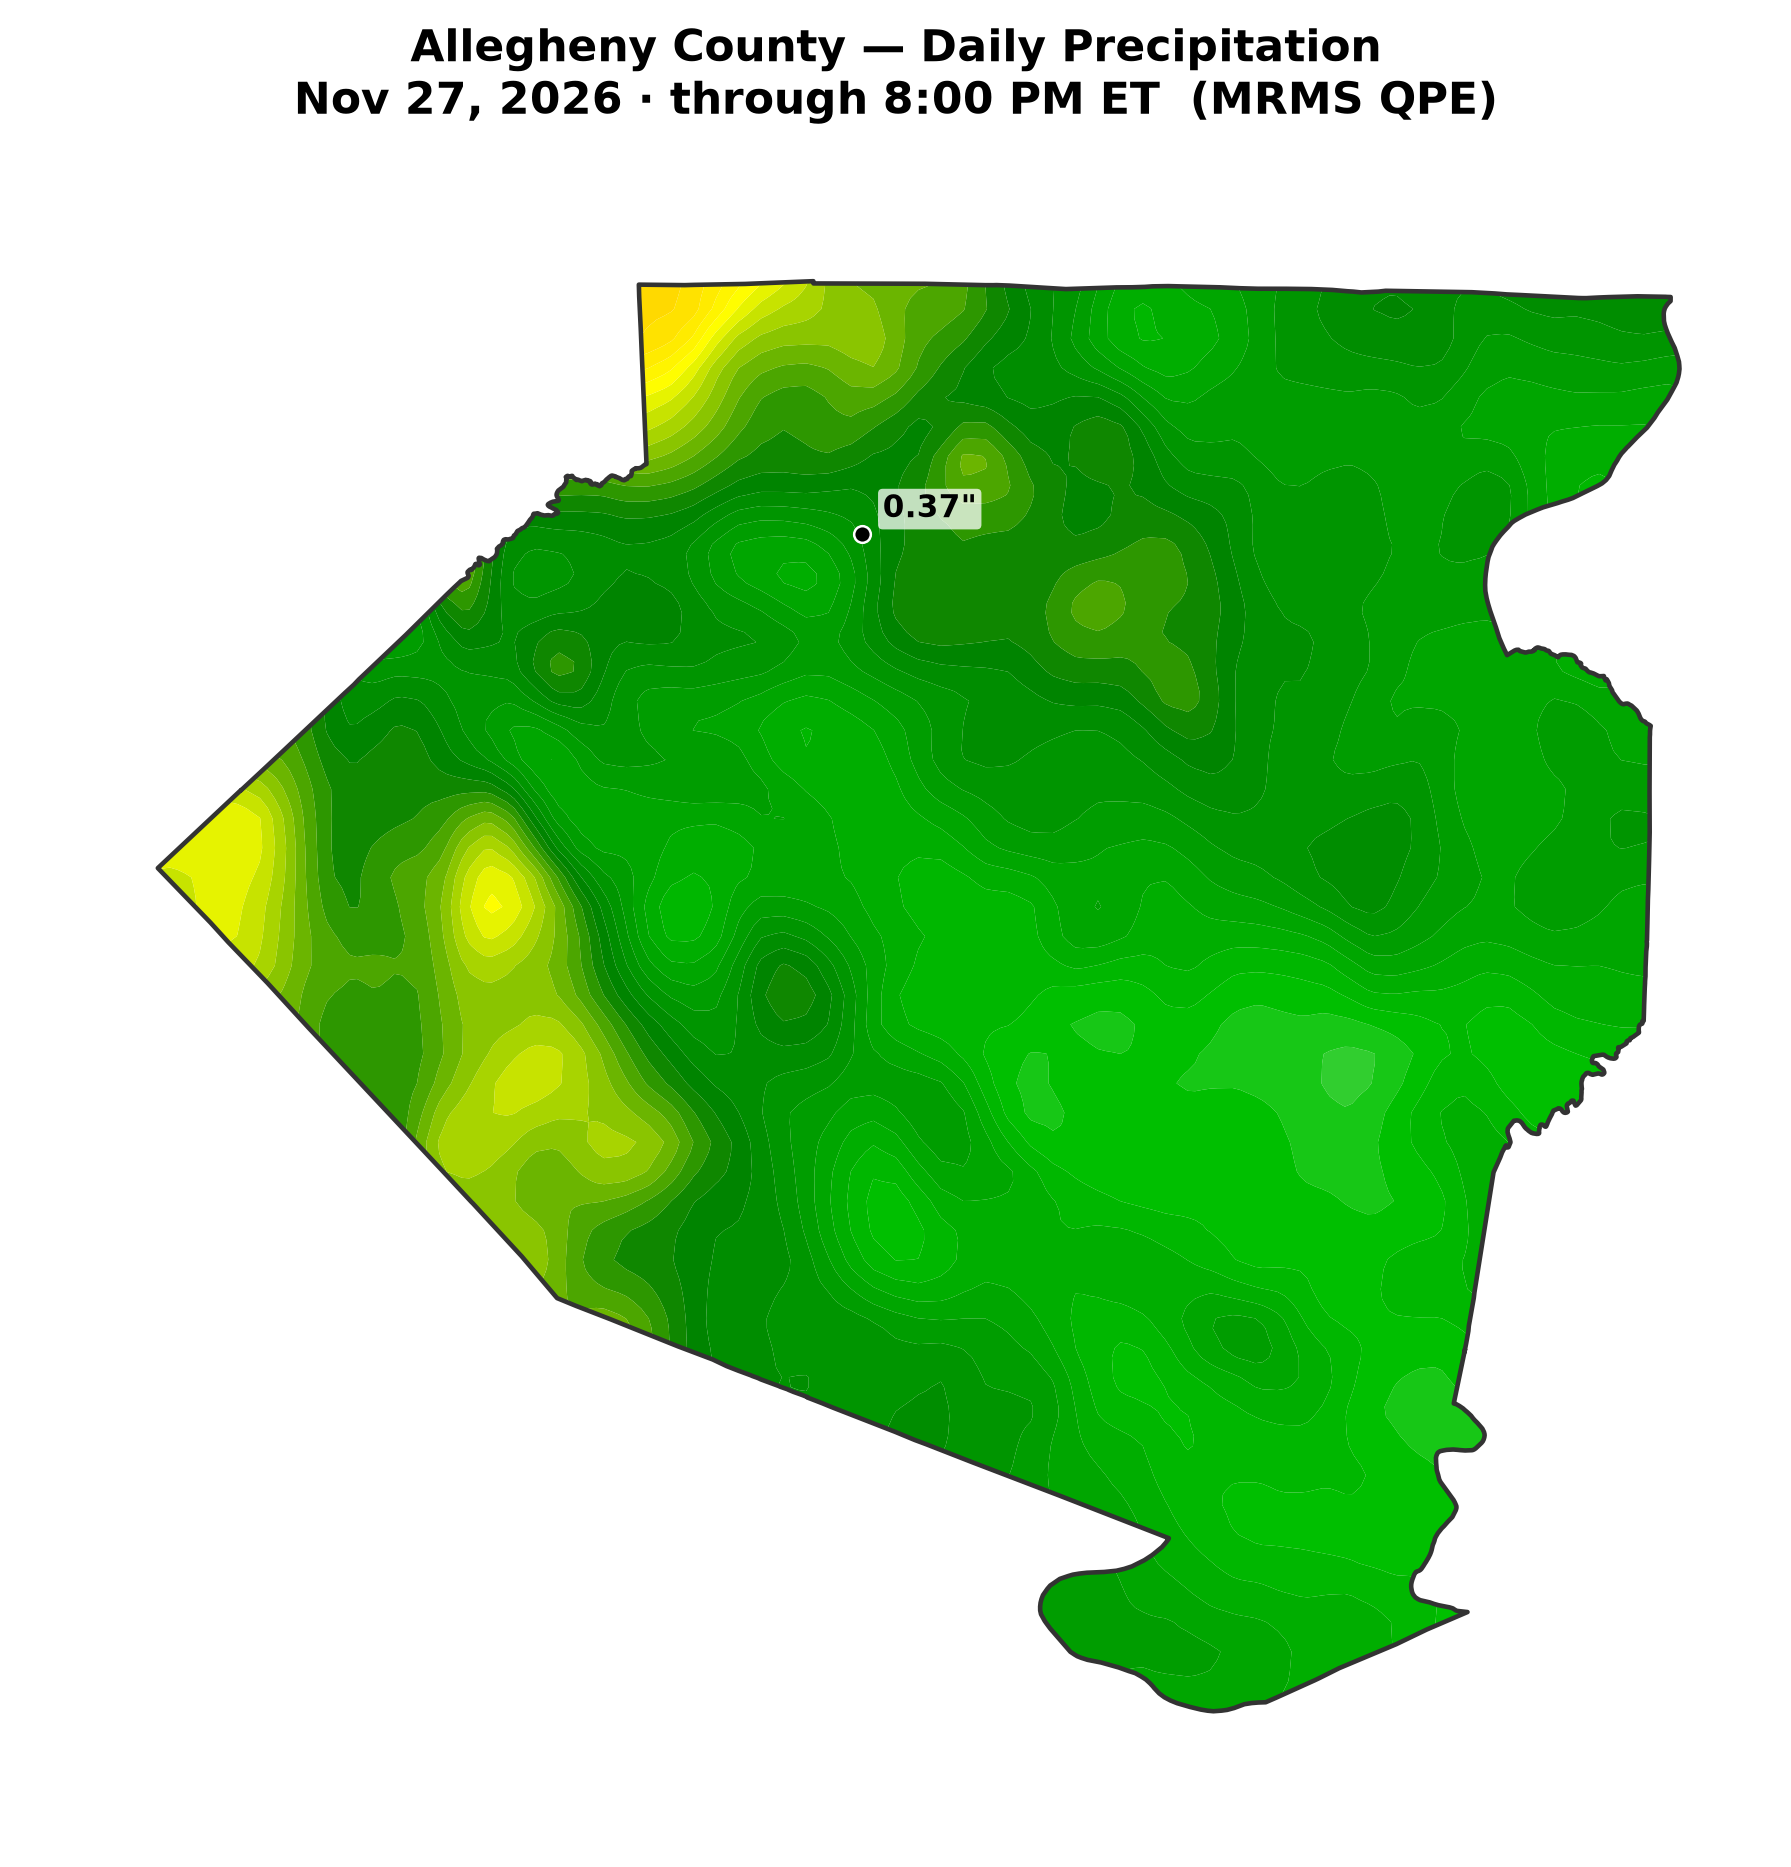 Allegheny County — Daily Precipitation
Nov 27, 2026 · through 8:00 PM ET  (MRMS QPE)
0.37"